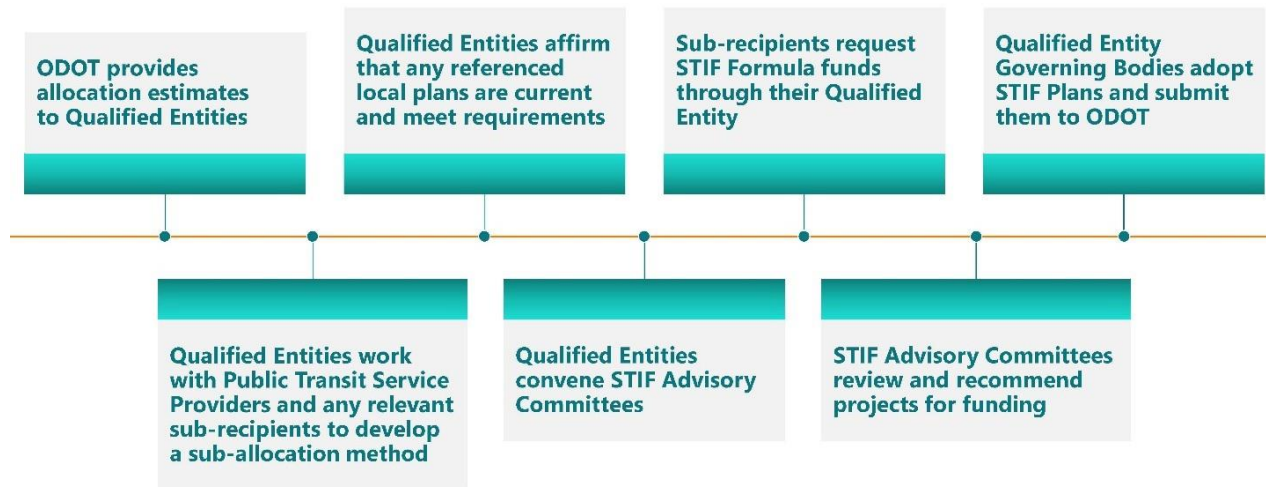 ODOT provides
allocation estimates
to Qualified Entities
Qualified Entities work
with Public Transit Service
Providers and any relevant
sub-recipients to develop
a sub-allocation method
Qualified Entities affirm
that any referenced
local plans are current
and meet requirements
Qualified Entities
convene STIF Advisory
Committees
Sub-recipients request
STIF Formula funds
through their Qualified
Entity
STIF Advisory Committees
review and recommend
projects for funding
Qualified Entity
Governing Bodies adopt
STIF Plans and submit
them to ODOT